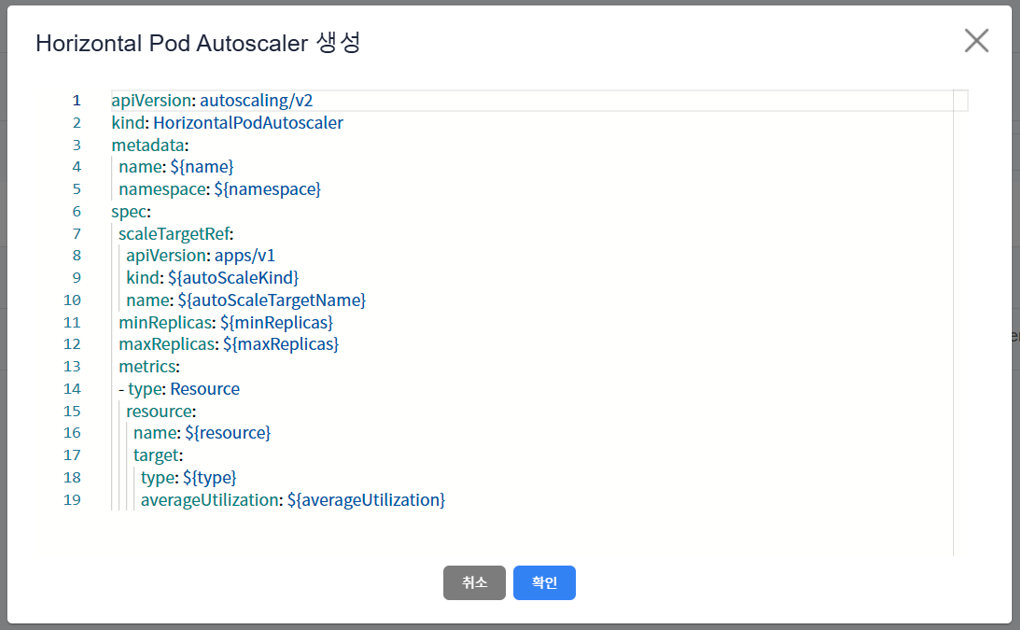 Horizontal Pod Autoscaler 생성
1 apiVersion: autoscaling/v2
2 kind: HorizontalPodAutoscaler
3 metadata:
4 name: ${name}
5 namespace: ${namespace}
6 spec:
7 scaleTargetRef:
8 apiVersion: apps/v1
9 kind: ${autoScaleKind}
10 name: ${autoScaleTargetName}
11 minReplicas: ${minReplicas}
12 maxReplicas: ${maxReplicas}
13 metrics:
14 - type: Resource
15 resource:
16 name: ${resource}
17 target:
18 type: ${type}
19 averageUtilization: ${averageUtilization}
취소 확인